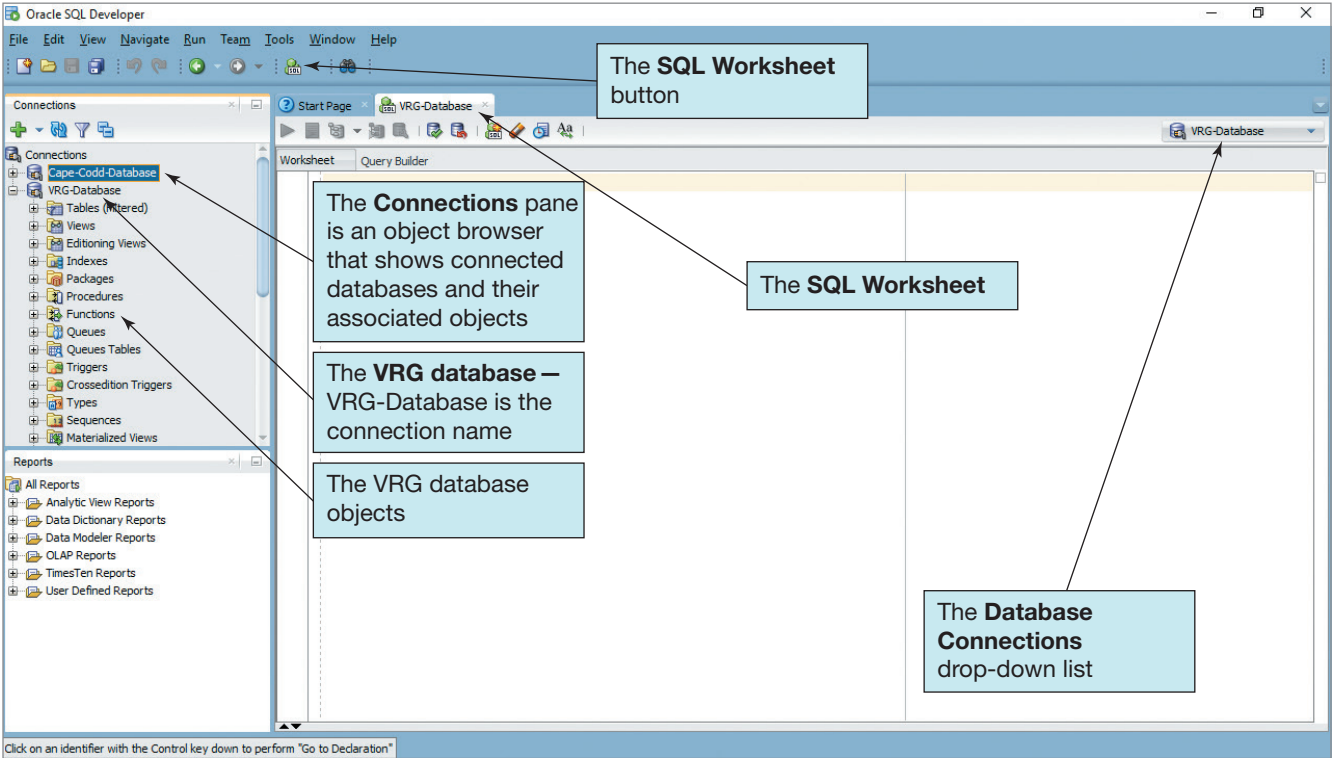 Oracle SQL Developer
File Edit View Navigate Run Team Tools Window Help
SQL
The SQL Worksheet
button
Connections
Start Page
VRG-Database
VRG-Database
Connections
Cape-Codd-Database
VRG-Database
Tables (Filtered)
Views
Editioning Views
Indexes
Packages
Procedures
Functions
Queues
Queues Tables
Triggers
Crossedition Triggers
Types
Sequences
Materialized Views
Worksheet Query Builder
The Connections pane
is an object browser
that shows connected
databases and their
associated objects
The SQL Worksheet
The VRG database —
VRG-Database is the
connection name
The VRG database
objects
Reports
All Reports
Analytic View Reports
Data Dictionary Reports
Data Modeler Reports
OLAP Reports
TimesTen Reports
User Defined Reports
The Database
Connections
drop-down list
Click on an identifier with the Control key down to perform "Go to Declaration"